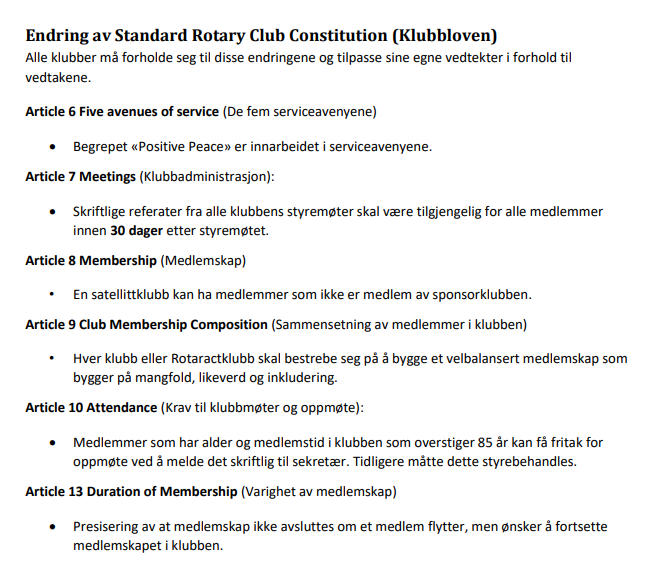 Endring av Standard Rotary Club Constitution (Klubbloven)
Alle klubber må forholde seg til disse endringene og tilpasse sine egne vedtekter i forhold til
vedtakene.
Article 6 Five avenues of service (De fem serviceavenyene)
• Begrepet «Positive Peace» er innarbeidet i serviceavenyene.
Article 7 Meetings (Klubbadministrasjon):
• Skriftlige referater fra alle klubbens styremøter skal være tilgjengelig for alle medlemmer
innen 30 dager etter styremøtet.
Article 8 Membership (Medlemskap)
• En satellittklubb kan ha medlemmer som ikke er medlem av sponsorklubben.
Article 9 Club Membership Composition (Sammensetning av medlemmer i klubben)
• Hver klubb eller Rotaractklubb skal bestrebe seg på å bygge et velbalansert medlemskap som
bygger på mangfold, likeverd og inkludering.
Article 10 Attendance (Krav til klubbmøter og oppmøte):
• Medlemmer som har alder og medlemstid i klubben som overstiger 85 år kan få fritak for
oppmøte ved å melde det skriftlig til sekretær. Tidligere måtte dette styrebehandles.
Article 13 Duration of Membership (Varighet av medlemskap)
• Presisering av at medlemskap ikke avsluttes om et medlem flytter, men ønsker å fortsette
medlemskapet i klubben.